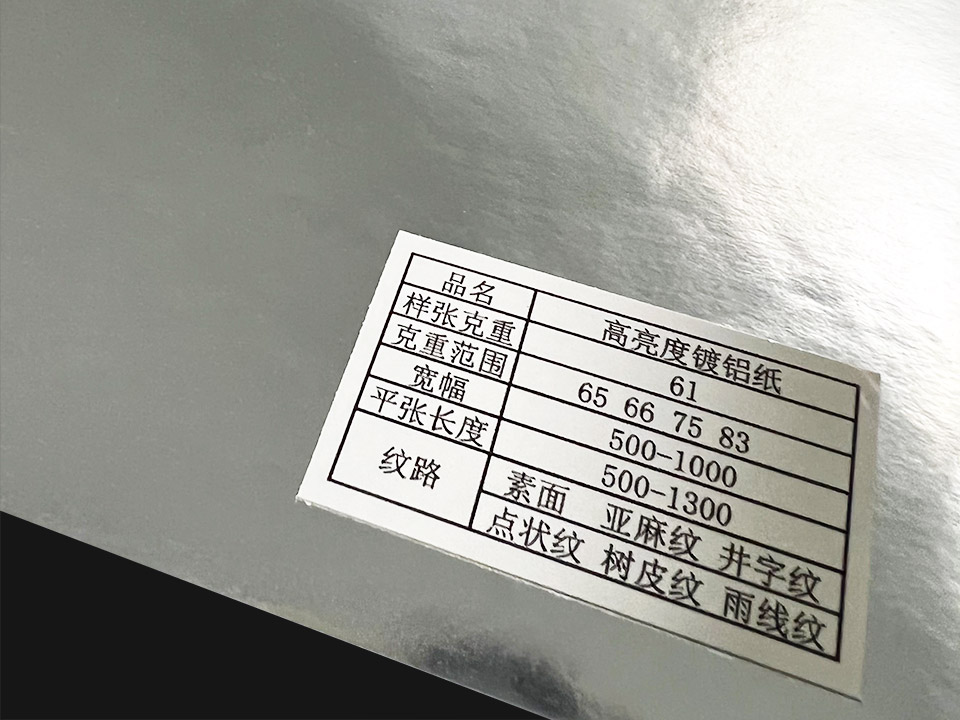 品名 高亮度镀铝纸
样张克重 61
克重范围 65 66 75 83
宽幅 500-1000
平张长度 500-1300
纹路 素面 亚麻纹 井字纹
点状纹 树皮纹 雨线纹